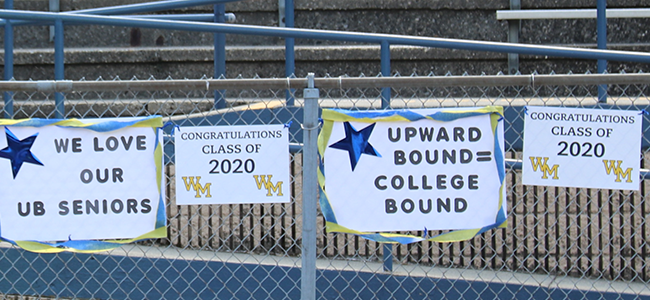 WE LOVE
OUR
UB SENIORS
CONGRATULATIONS
CLASS OF
2020
WM WM
UPWARD
BOUND=
COLLEGE
BOUND
CONGRATULATIONS
CLASS OF
2020
WM WM